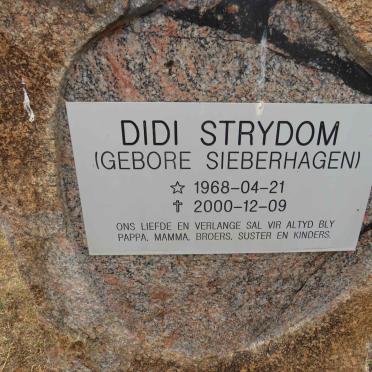 DIDI STRYDOM
(GEBORE SIEBERHAGEN)
☆ 1968-04-21
✝ 2000-12-09
ONS LIEFDE EN VERLANGE SAL VIR ALTYD BLY
PAPPA, MAMMA, BROERS, SUSTER EN KINDERS.